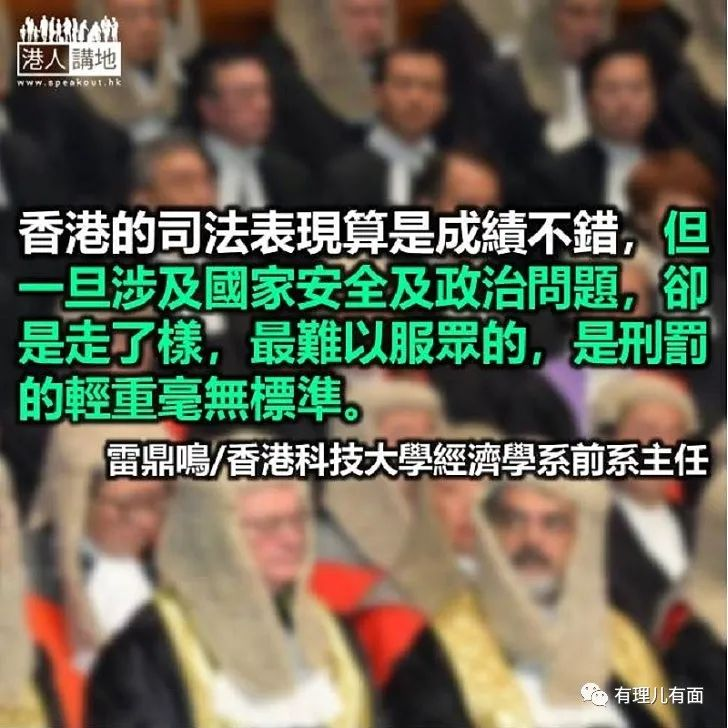 港人講地
www.speakout.hk
香港的司法表現算是成績不錯，但
一旦涉及國家安全及政治問題，卻
是走了樣，最難以服眾的，是刑罰
的輕重毫無標準。
雷鼎鳴/香港科技大學經濟學系前系主任
有理儿有面